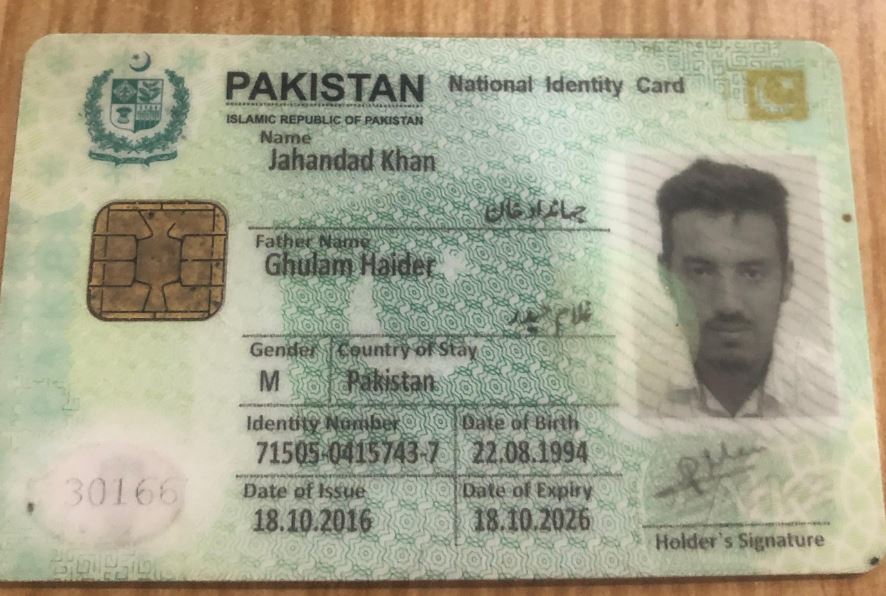 PAKISTAN National Identity Card
ISLAMIC REPUBLIC OF PAKISTAN
Name
Jahandad Khan
جہانداد خان
Father Name
Ghulam Haider
غلام حیدر
Gender Country of Stay
M Pakistan
Identity Number Date of Birth
71505-0415743-7 22.08.1994
30166
Date of Issue Date of Expiry
18.10.2016 18.10.2026
Holder`s Signature